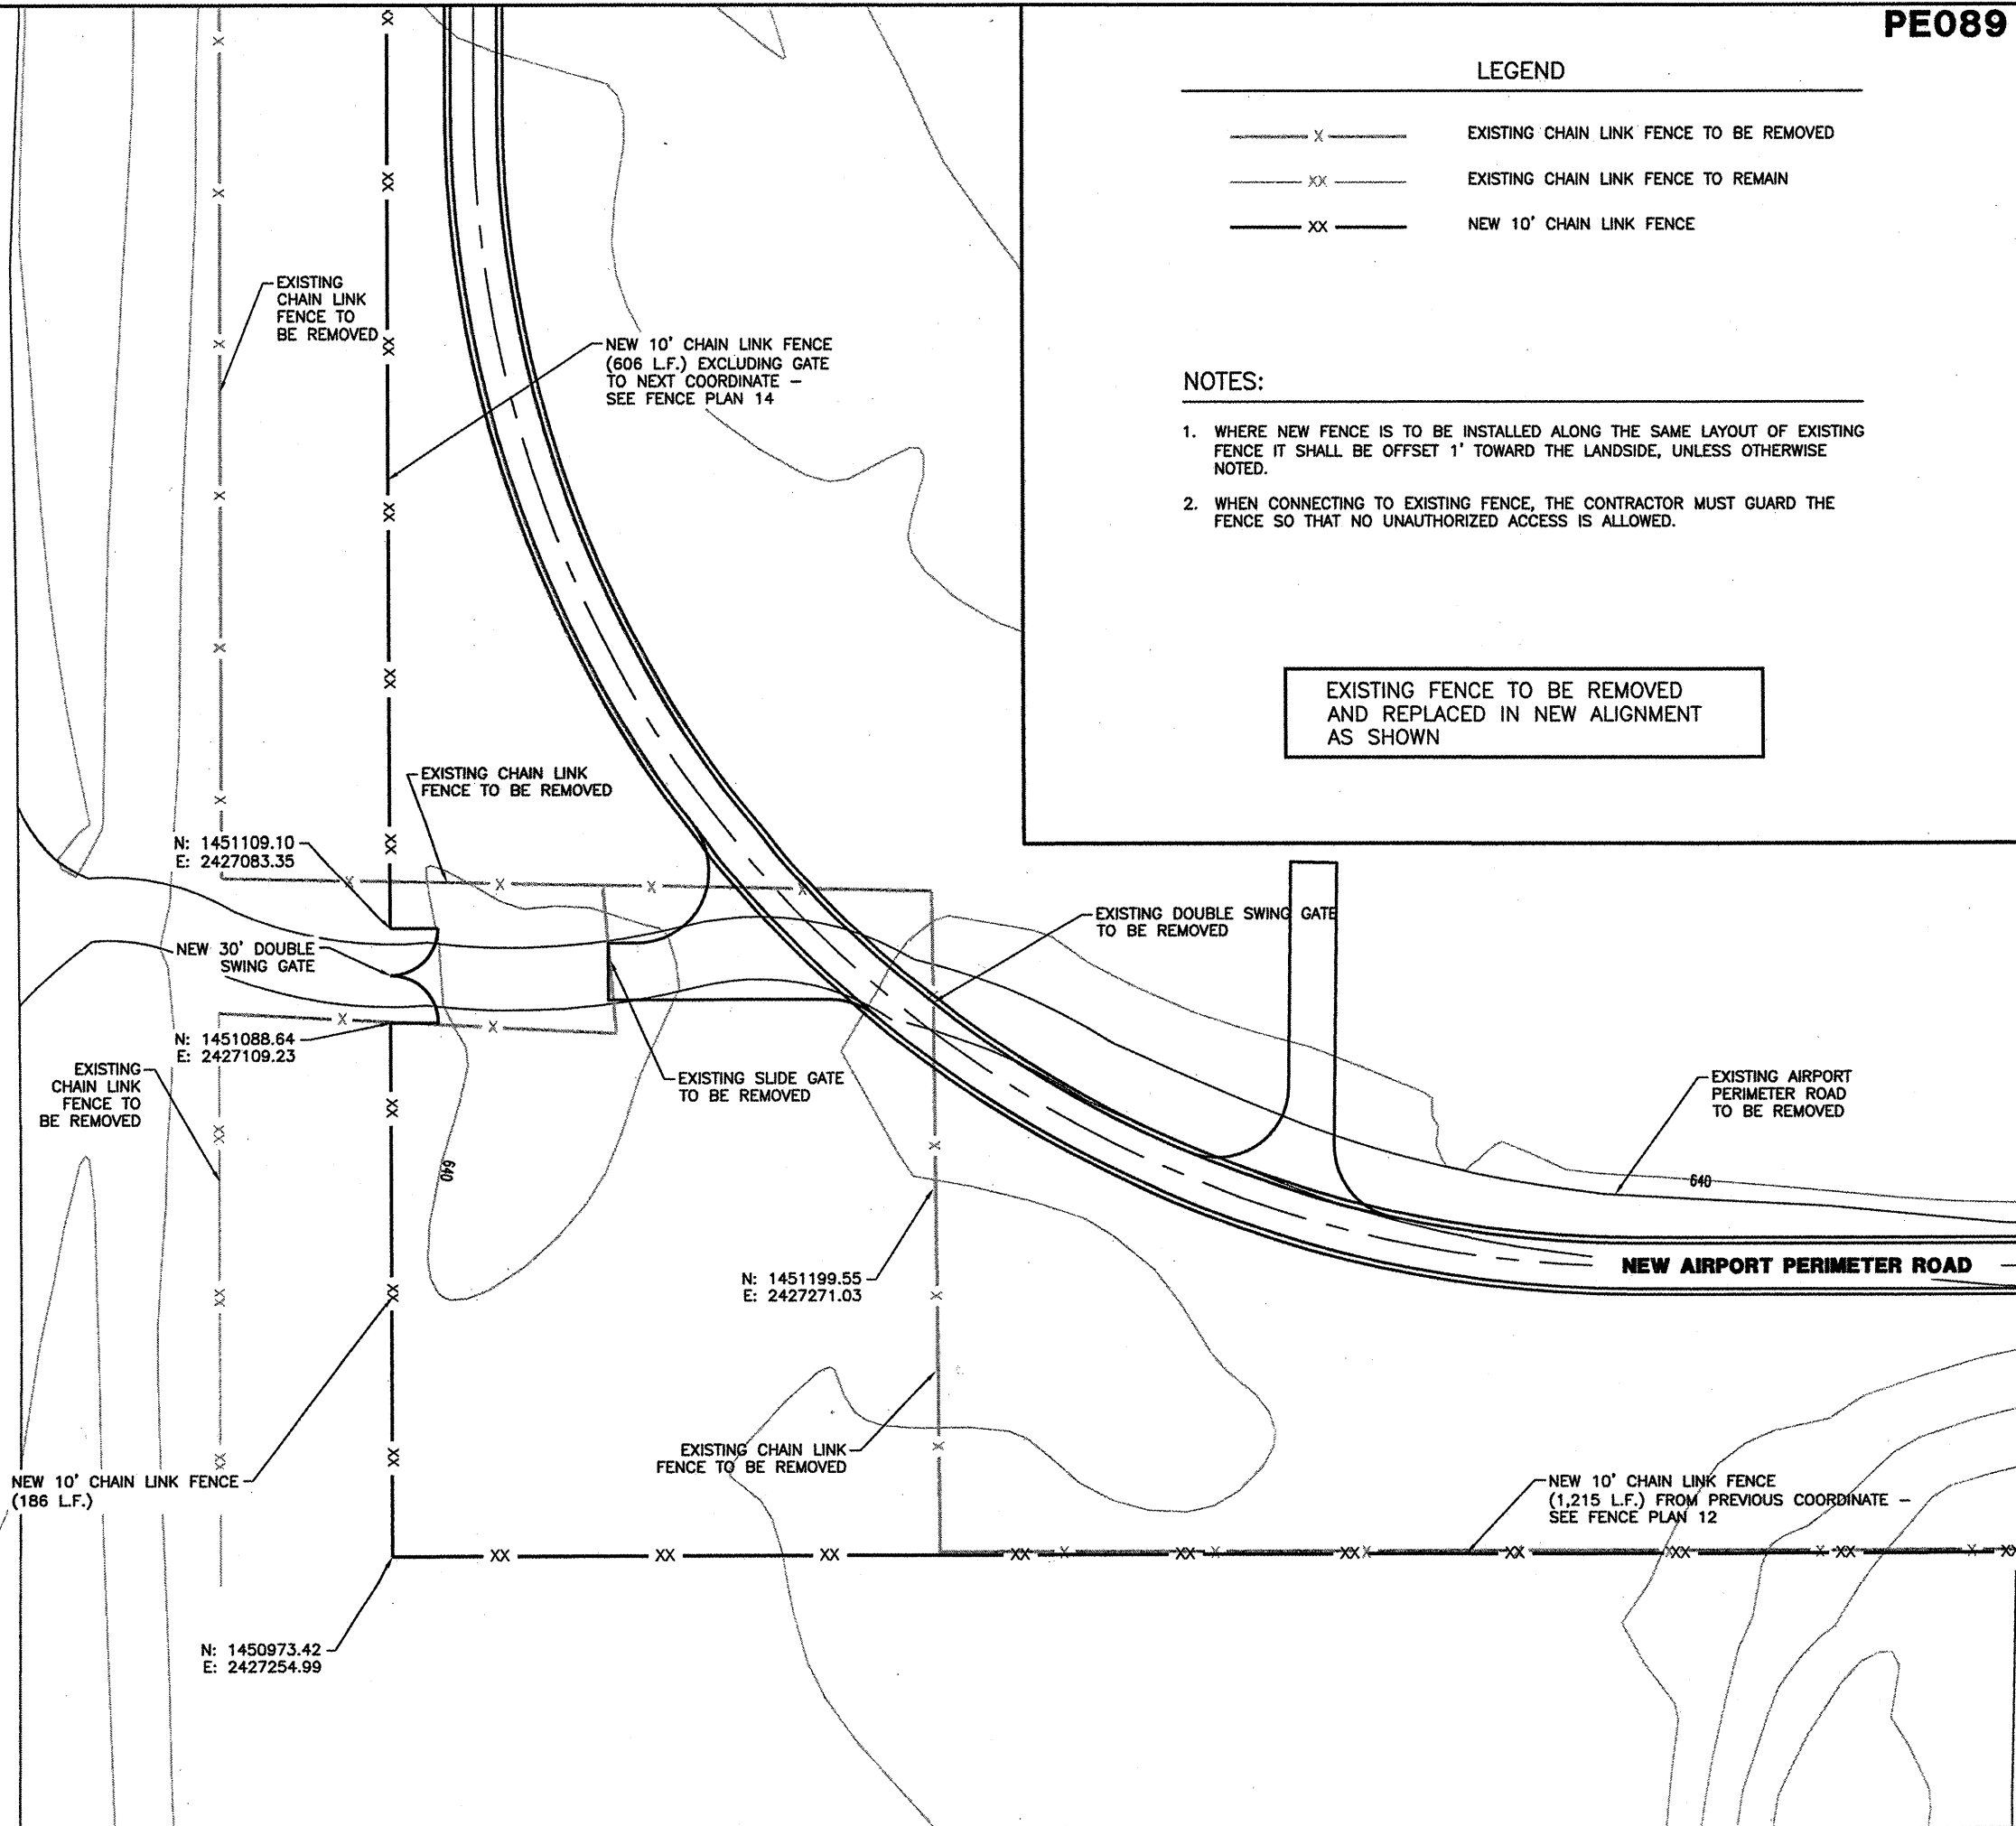 PE089
LEGEND
X EXISTING CHAIN LINK FENCE TO BE REMOVED
XX EXISTING CHAIN LINK FENCE TO REMAIN
XX NEW 10' CHAIN LINK FENCE
NOTES:
1. WHERE NEW FENCE IS TO BE INSTALLED ALONG THE SAME LAYOUT OF EXISTING
FENCE IT SHALL BE OFFSET 1' TOWARD THE LANDSIDE, UNLESS OTHERWISE
NOTED.
2. WHEN CONNECTING TO EXISTING FENCE, THE CONTRACTOR MUST GUARD THE
FENCE SO THAT NO UNAUTHORIZED ACCESS IS ALLOWED.
EXISTING FENCE TO BE REMOVED
AND REPLACED IN NEW ALIGNMENT
AS SHOWN
EXISTING
CHAIN LINK
FENCE TO
BE REMOVED
NEW 10' CHAIN LINK FENCE
(606 L.F.) EXCLUDING GATE
TO NEXT COORDINATE –
SEE FENCE PLAN 14
EXISTING CHAIN LINK
FENCE TO BE REMOVED
N: 1451109.10
E: 2427083.35
NEW 30' DOUBLE
SWING GATE
N: 1451088.64
E: 2427109.23
EXISTING
CHAIN LINK
FENCE TO
BE REMOVED
EXISTING SLIDE GATE
TO BE REMOVED
EXISTING DOUBLE SWING GATE
TO BE REMOVED
EXISTING AIRPORT
PERIMETER ROAD
TO BE REMOVED
640
640
NEW AIRPORT PERIMETER ROAD
N: 1451199.55
E: 2427271.03
EXISTING CHAIN LINK
FENCE TO BE REMOVED
NEW 10' CHAIN LINK FENCE
(186 L.F.)
NEW 10' CHAIN LINK FENCE
(1,215 L.F.) FROM PREVIOUS COORDINATE –
SEE FENCE PLAN 12
N: 1450973.42
E: 2427254.99